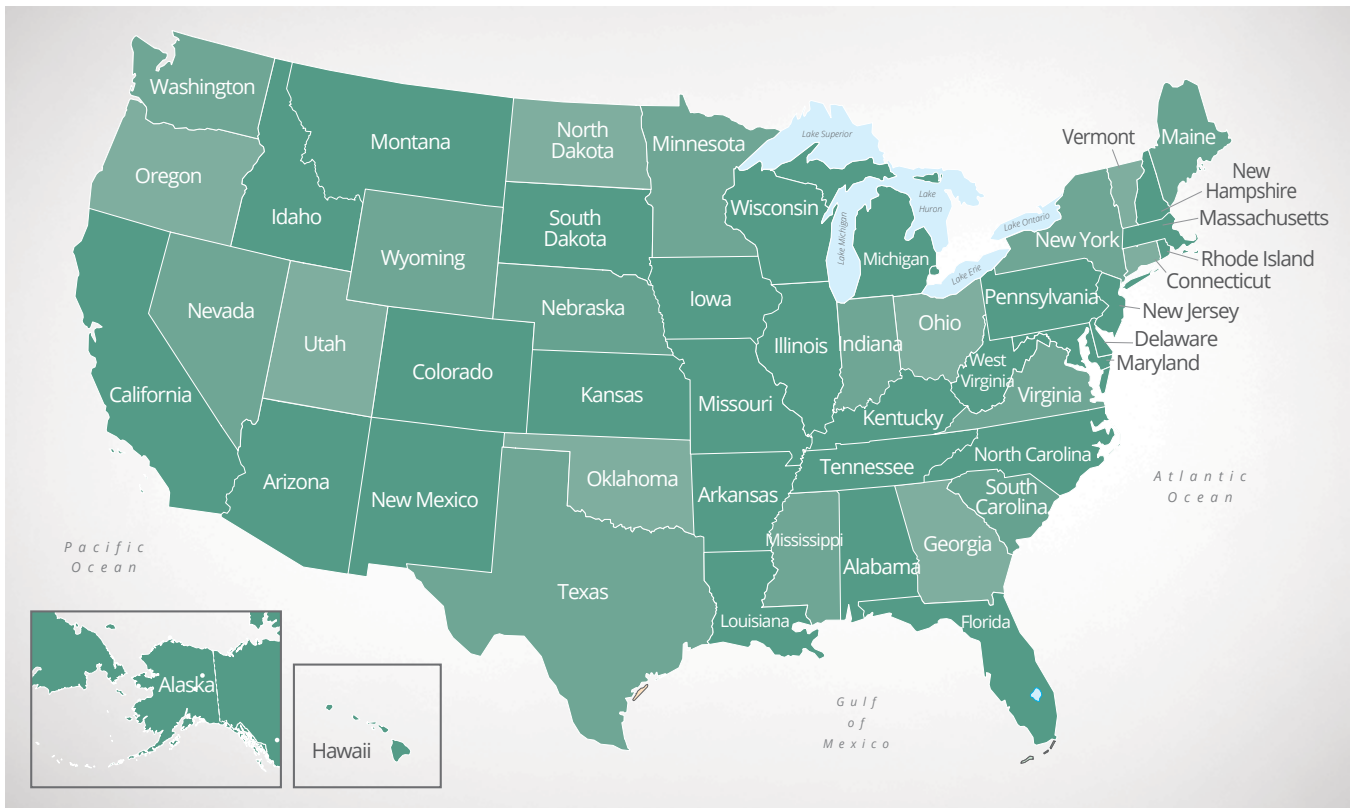 Washington
Oregon
Montana
Idaho
Wyoming
North
Dakota
South
Dakota
Minnesota
Wisconsin
Lake Superior
Lake Michigan
Lake
Huron
Michigan
Lake Erie
Lake Ontario
Vermont
Maine
New
Hampshire
Massachusetts
New York
Rhode Island
Connecticut
Pennsylvania
New Jersey
Delaware
Maryland
Nevada
Utah
California
Colorado
Nebraska
Kansas
Iowa
Missouri
Illinois
Indiana
Ohio
West
Virginia
Virginia
Kentucky
Arizona
New Mexico
Oklahoma
Arkansas
Tennessee
North Carolina
South
Carolina
Texas
Louisiana
Mississippi
Alabama
Georgia
Florida
Atlantic
Ocean
Pacific
Ocean
Gulf
of
Mexico
Alaska
Hawaii